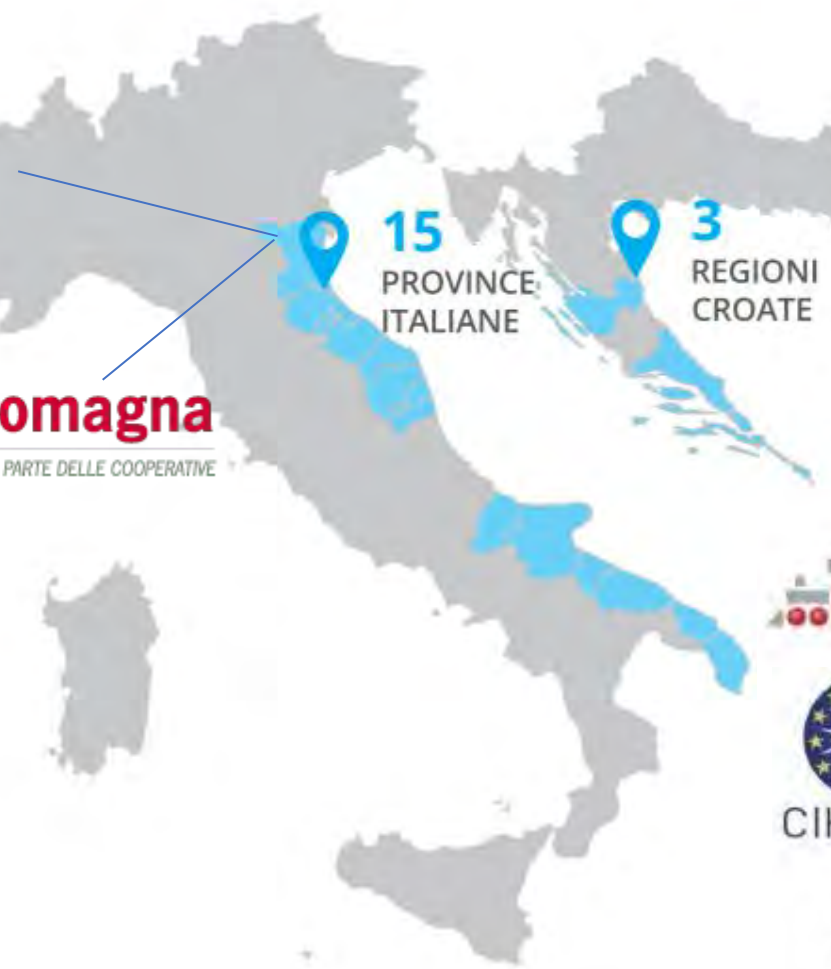 15
PROVINCE
ITALIANE
3
REGIONI
CROATE
omagna
PARTE DELLE COOPERATIVE